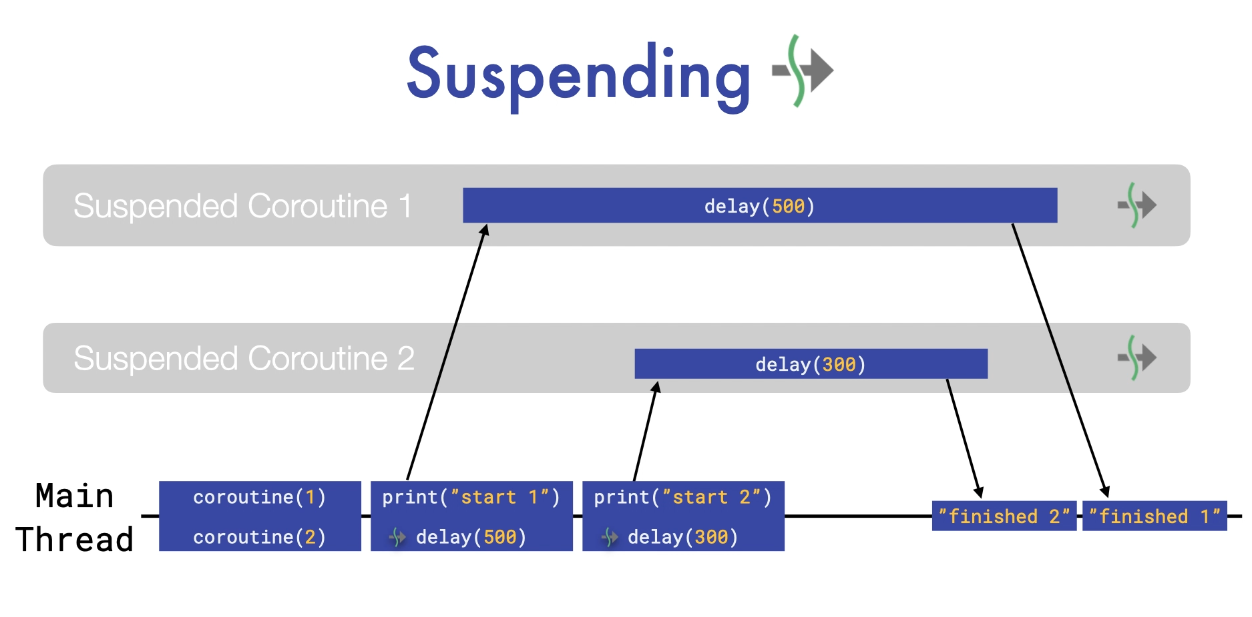 Suspending
Suspended Coroutine 1
delay(500)
Suspended Coroutine 2
delay(300)
Main
Thread
coroutine(1)
coroutine(2)
print(”start 1”)
delay(500)
print(”start 2”)
delay(300)
”finished 2”
”finished 1”